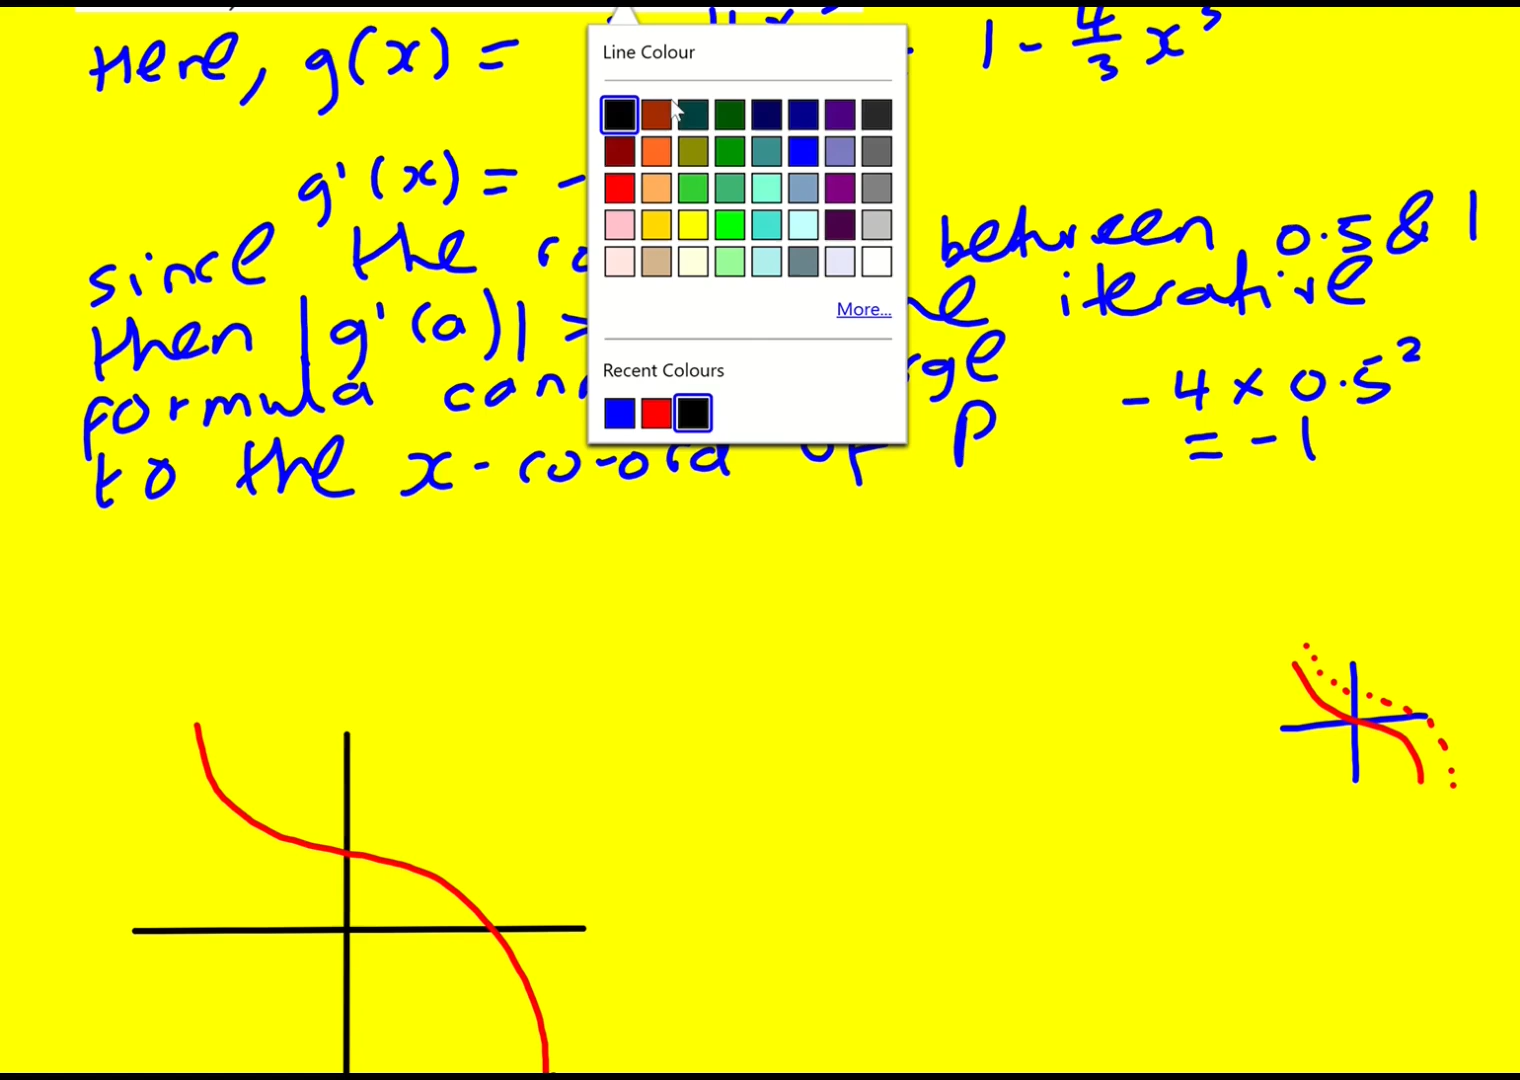 Here, g(x) = - 1 - 4/3 x³
Line Colour
g'(x) = -
since the between 0.5 & 1
then |g'(a)| > iterative
More...
formula - 4 × 0.5²
= - 1
to the x-co-ord of P
Recent Colours